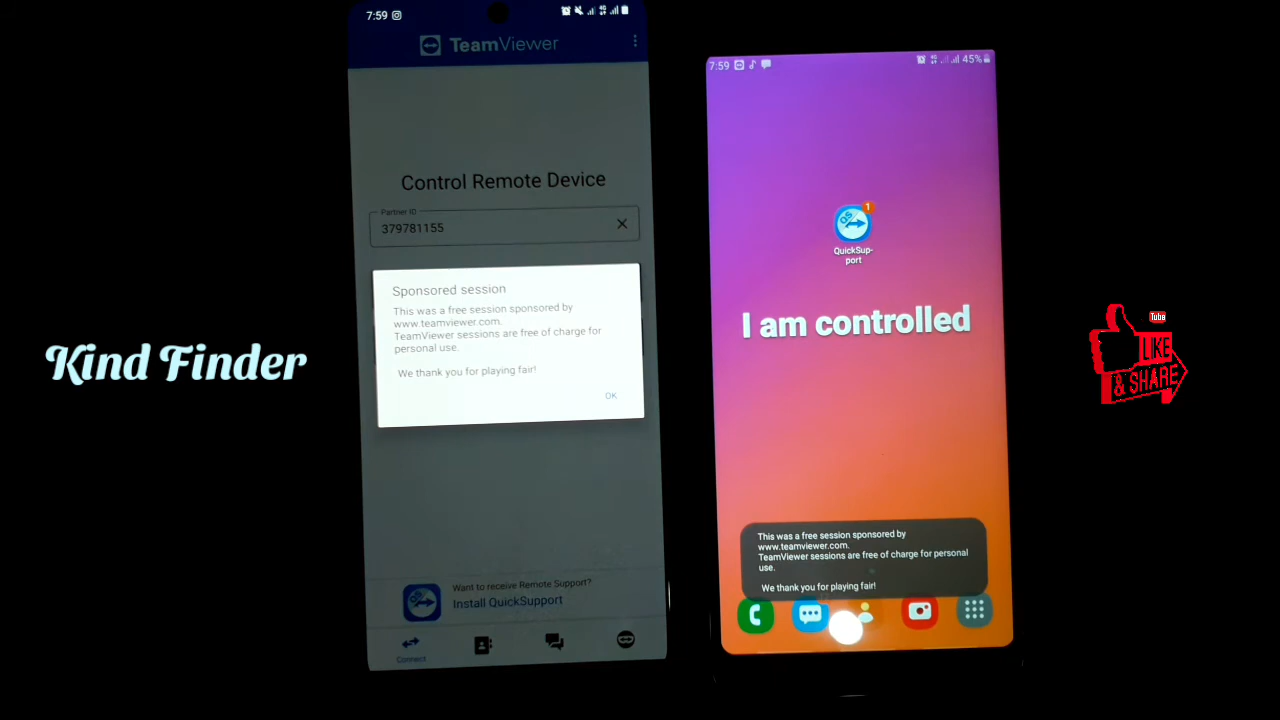 Kind Finder
7:59
TeamViewer
Control Remote Device
Partner ID
379781155
Sponsored session
This was a free session sponsored by
www.teamviewer.com.
TeamViewer sessions are free of charge for
personal use.
We thank you for playing fair!
OK
Want to receive Remote Support?
Install QuickSupport
Connect
7:59
45%
QS
1
QuickSup-
port
I am controlled
This was a free session sponsored by
www.teamviewer.com.
TeamViewer sessions are free of charge for personal
use.
We thank you for playing fair!
Tube
LIKE
& SHARE